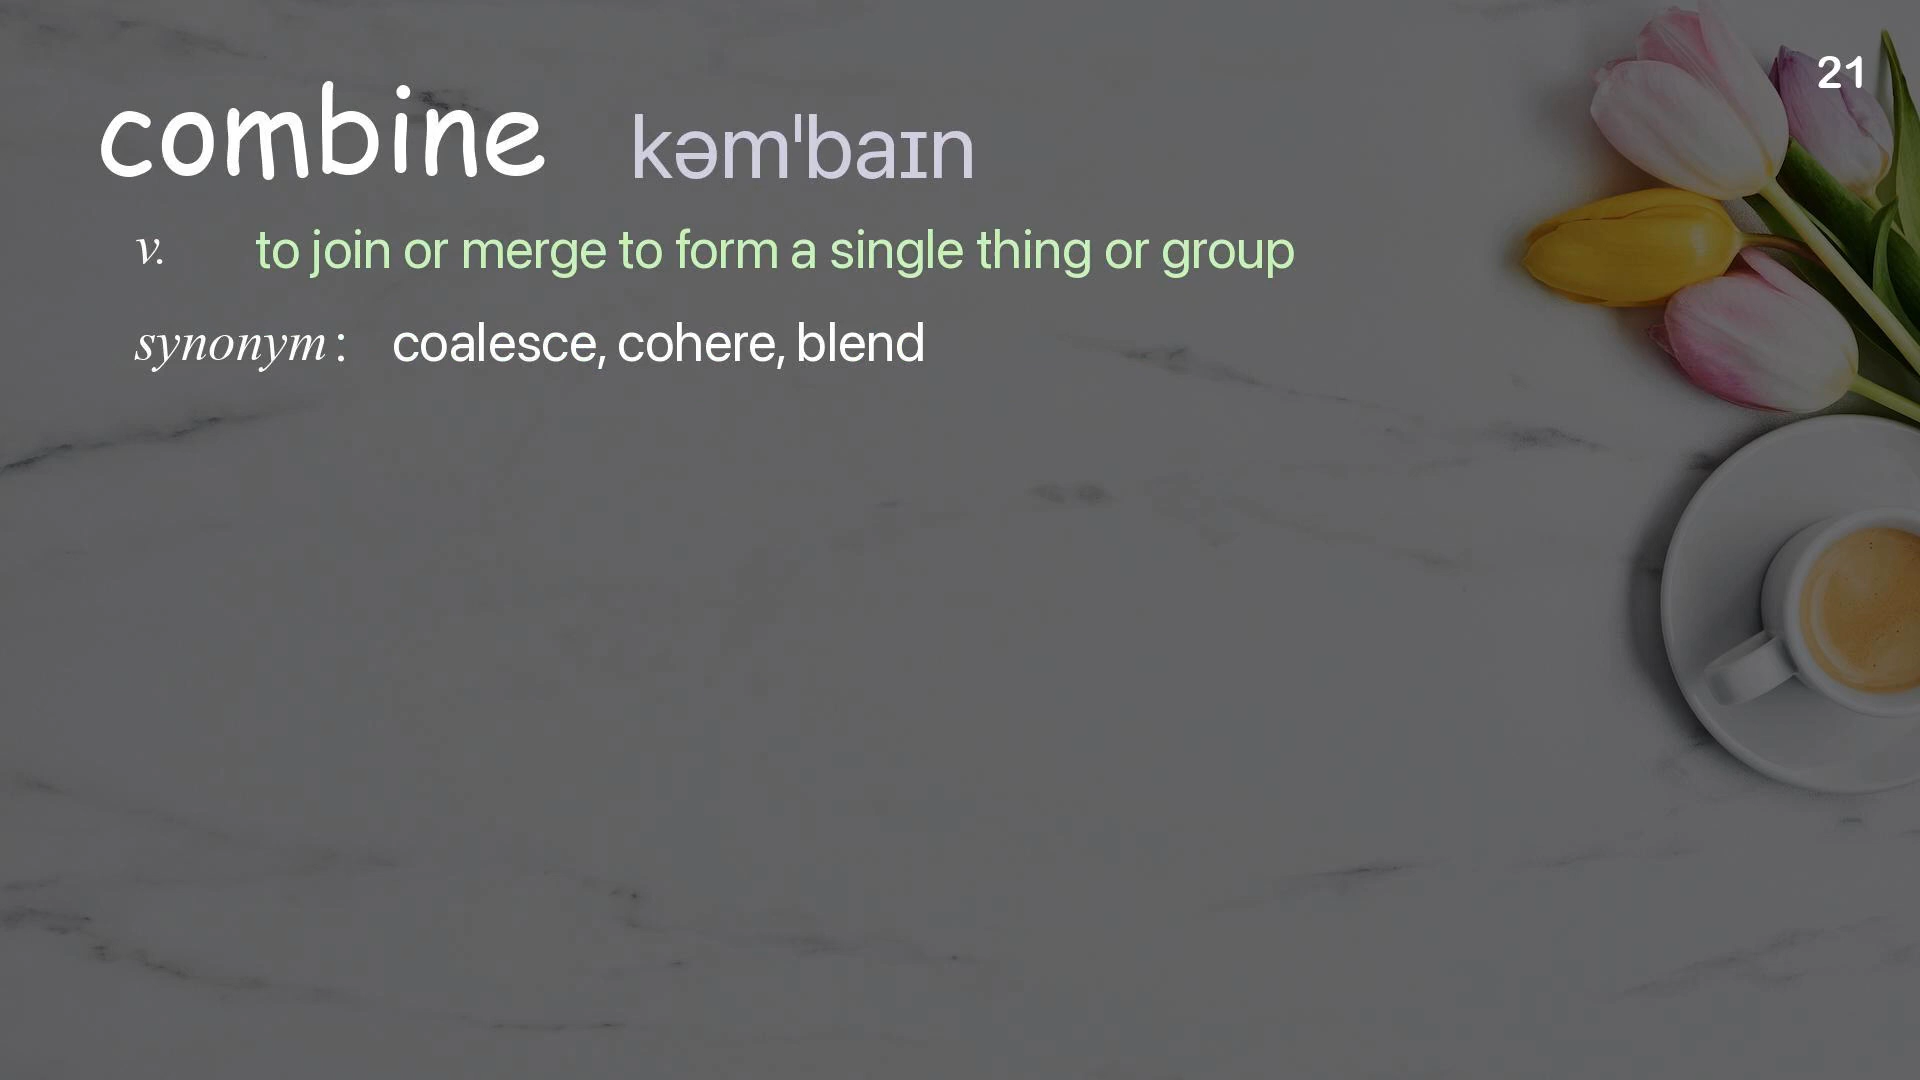 21
combine kəmˈbaɪn
v. to join or merge to form a single thing or group
synonym : coalesce, cohere, blend